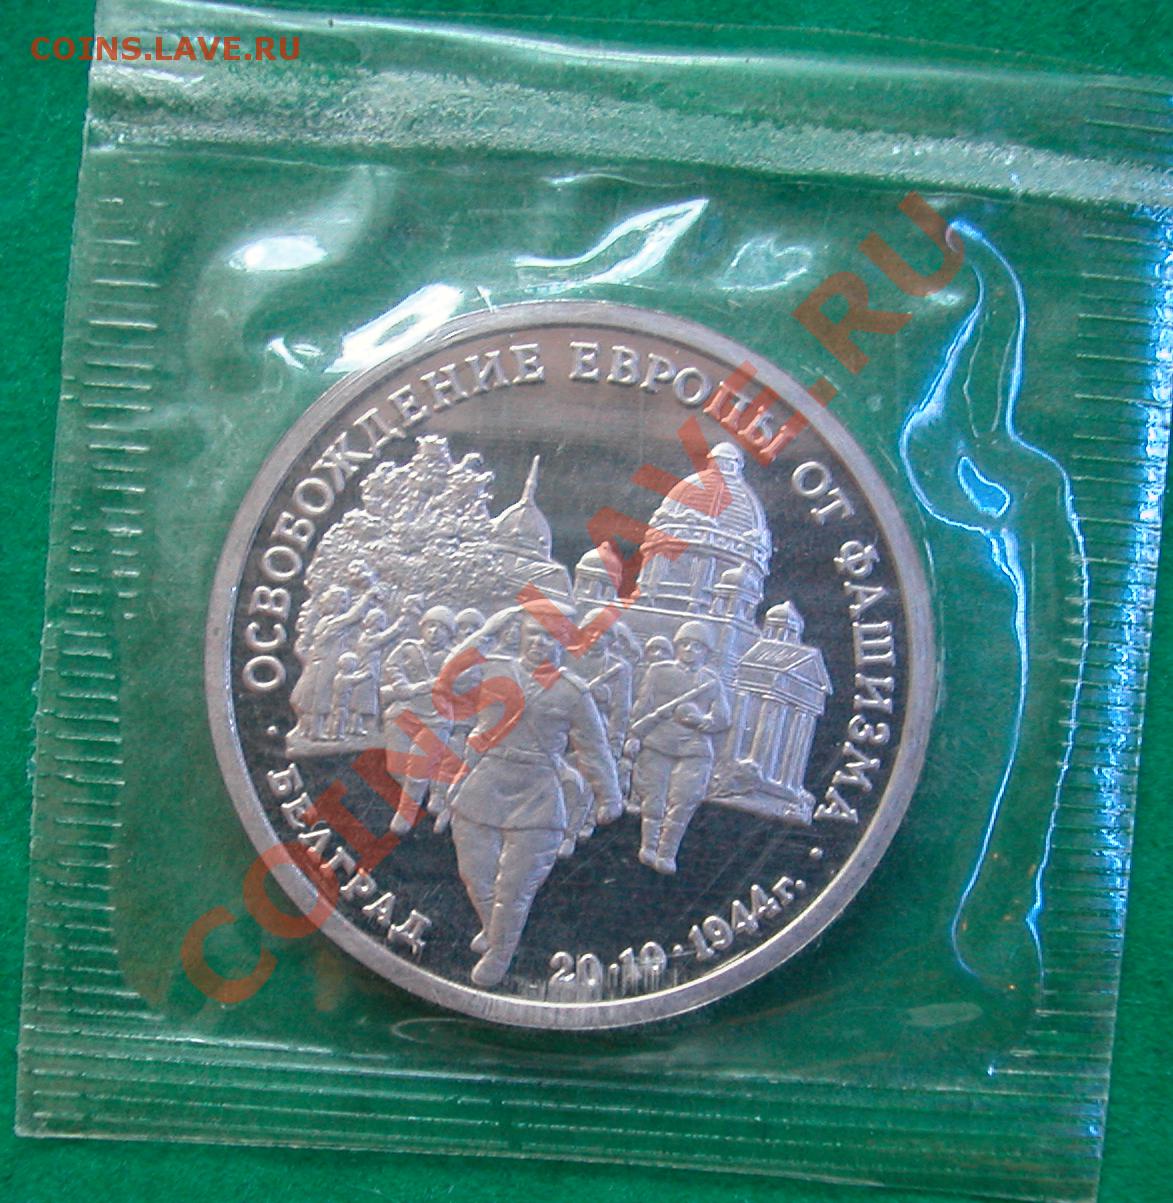 COINS.LAVE.RU
· ОСВОБОЖДЕНИЕ ЕВРОПЫ ОТ ФАШИЗМА ·
БЕЛГРАД 20·10·1944г.
COINS.LAVE.RU